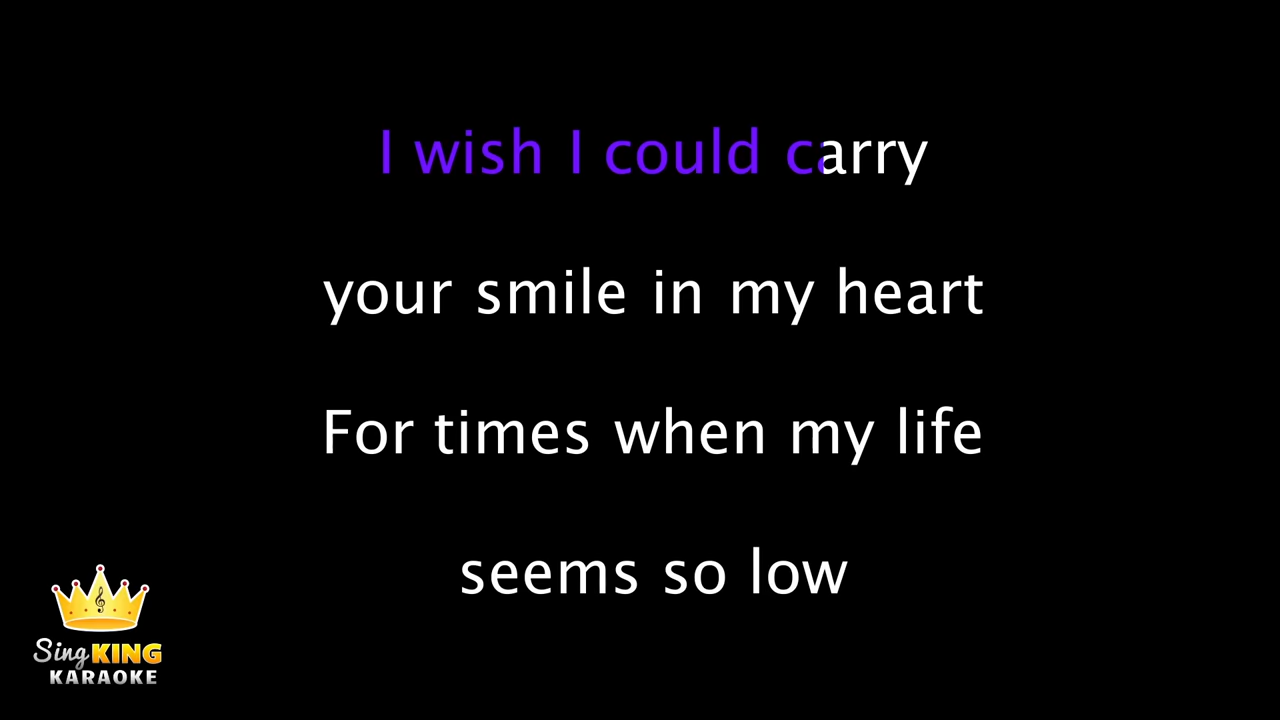 I wish I could carry
your smile in my heart
For times when my life
seems so low
Sing KING
KARAOKE